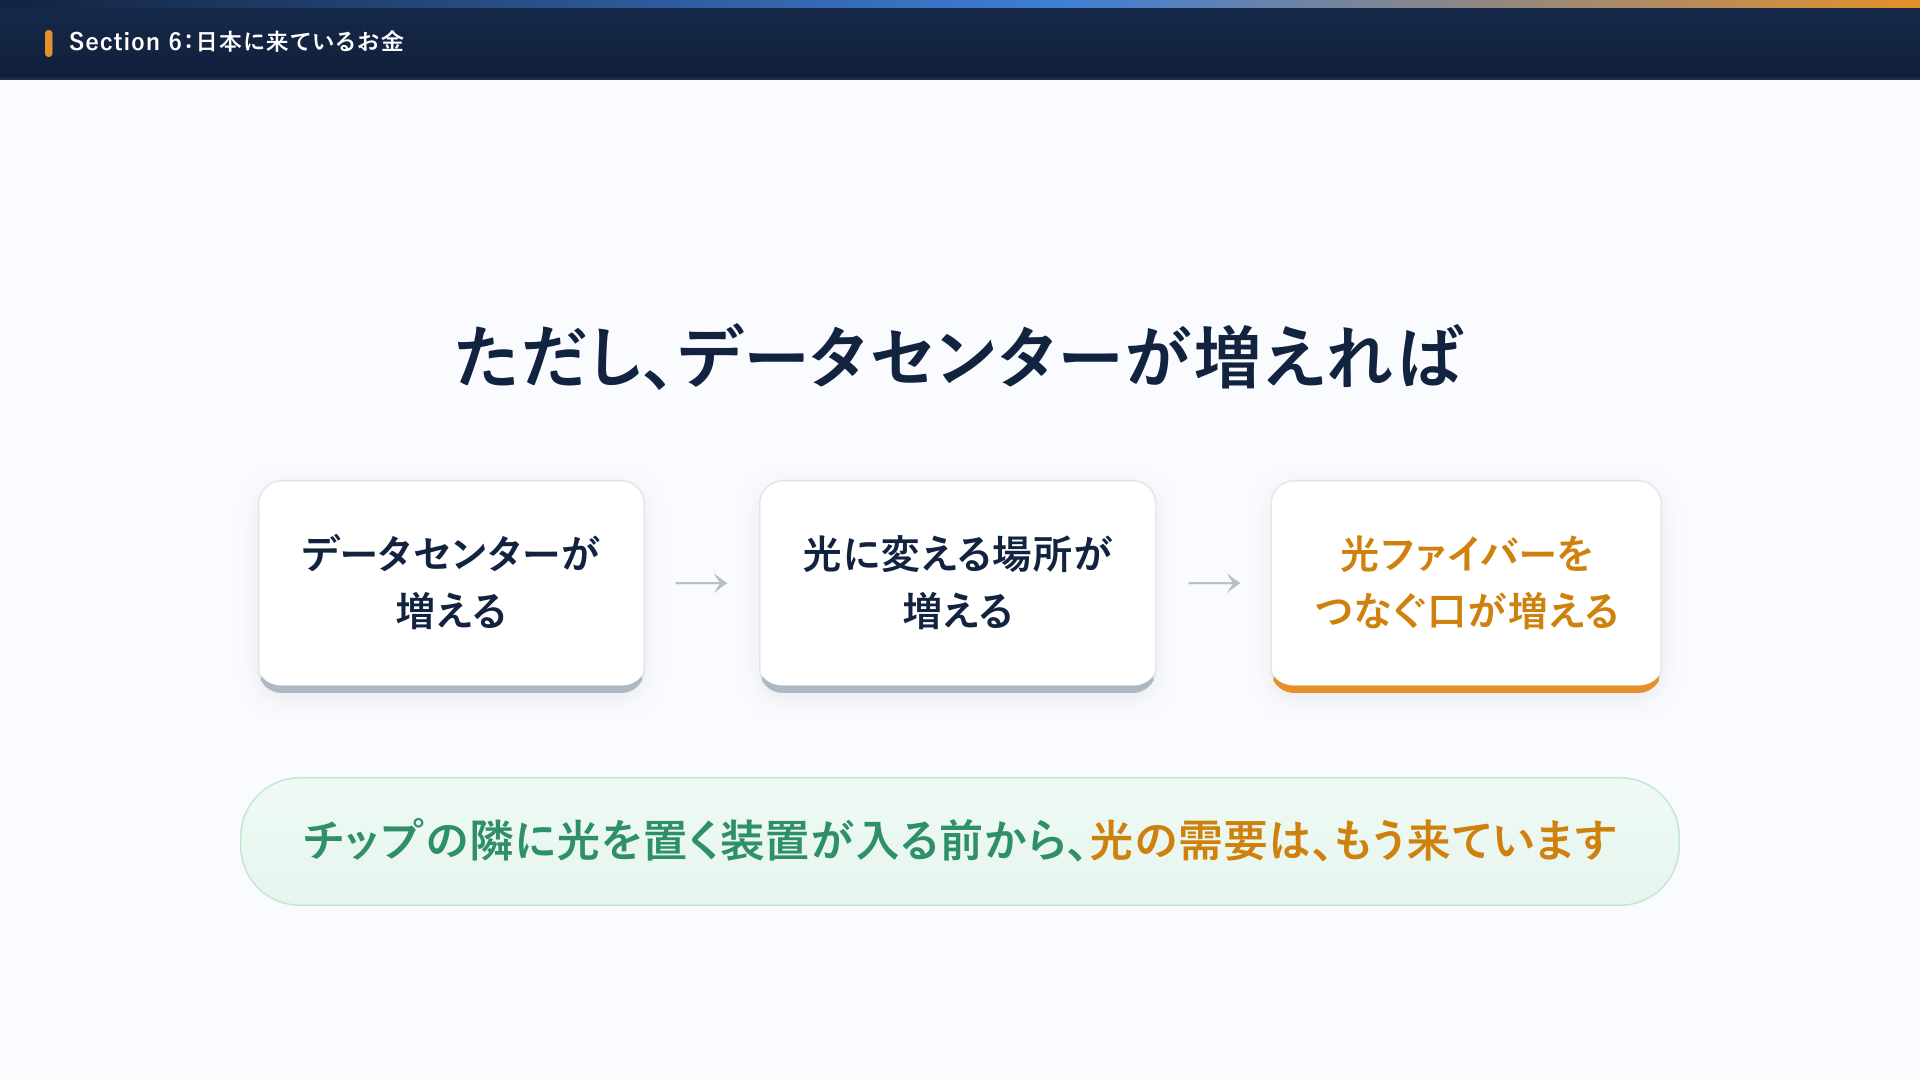 Section 6：日本に来ているお金
ただし、データセンターが増えれば
データセンターが
増える
→
光に変える場所が
増える
→
光ファイバーを
つなぐ口が増える
チップの隣に光を置く装置が入る前から、光の需要は、もう来ています